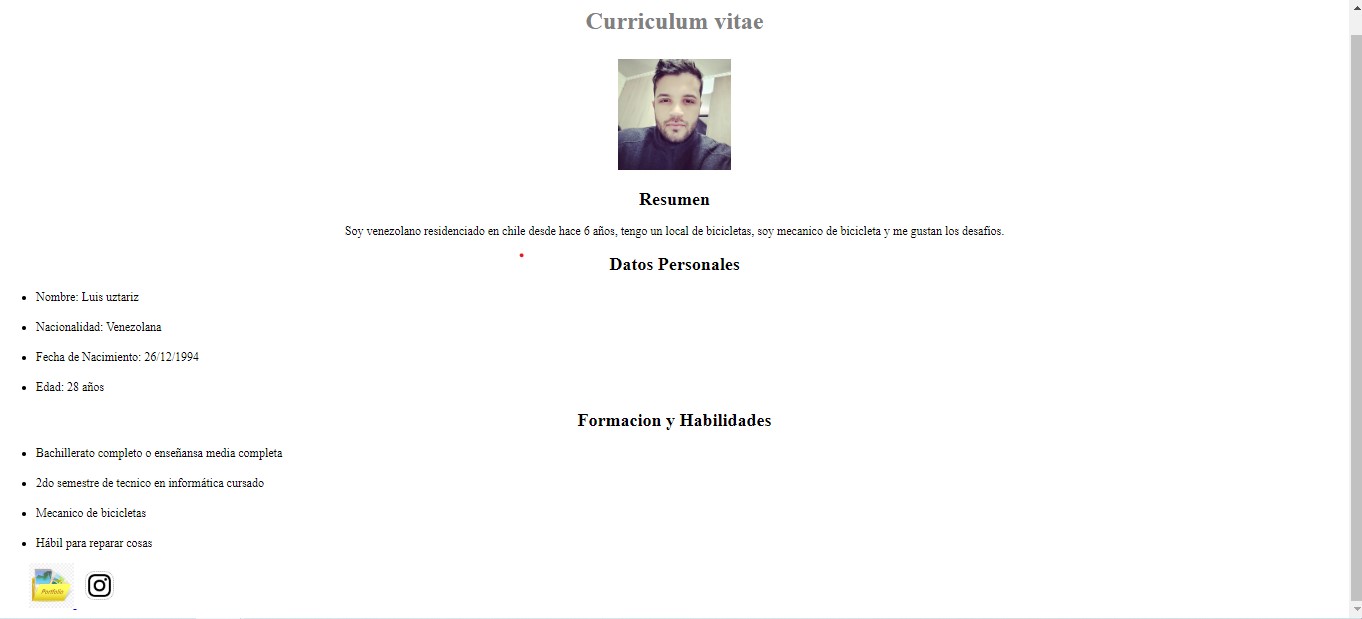 Curriculum vitae
Resumen
Soy venezolano residenciado en chile desde hace 6 años, tengo un local de bicicletas, soy mecanico de bicicleta y me gustan los desafios.
Datos Personales
Nombre: Luis uztariz
Nacionalidad: Venezolana
Fecha de Nacimiento: 26/12/1994
Edad: 28 años
Formacion y Habilidades
Bachillerato completo o enseñansa media completa
2do semestre de tecnico en informática cursado
Mecanico de bicicletas
Hábil para reparar cosas
Portfolio